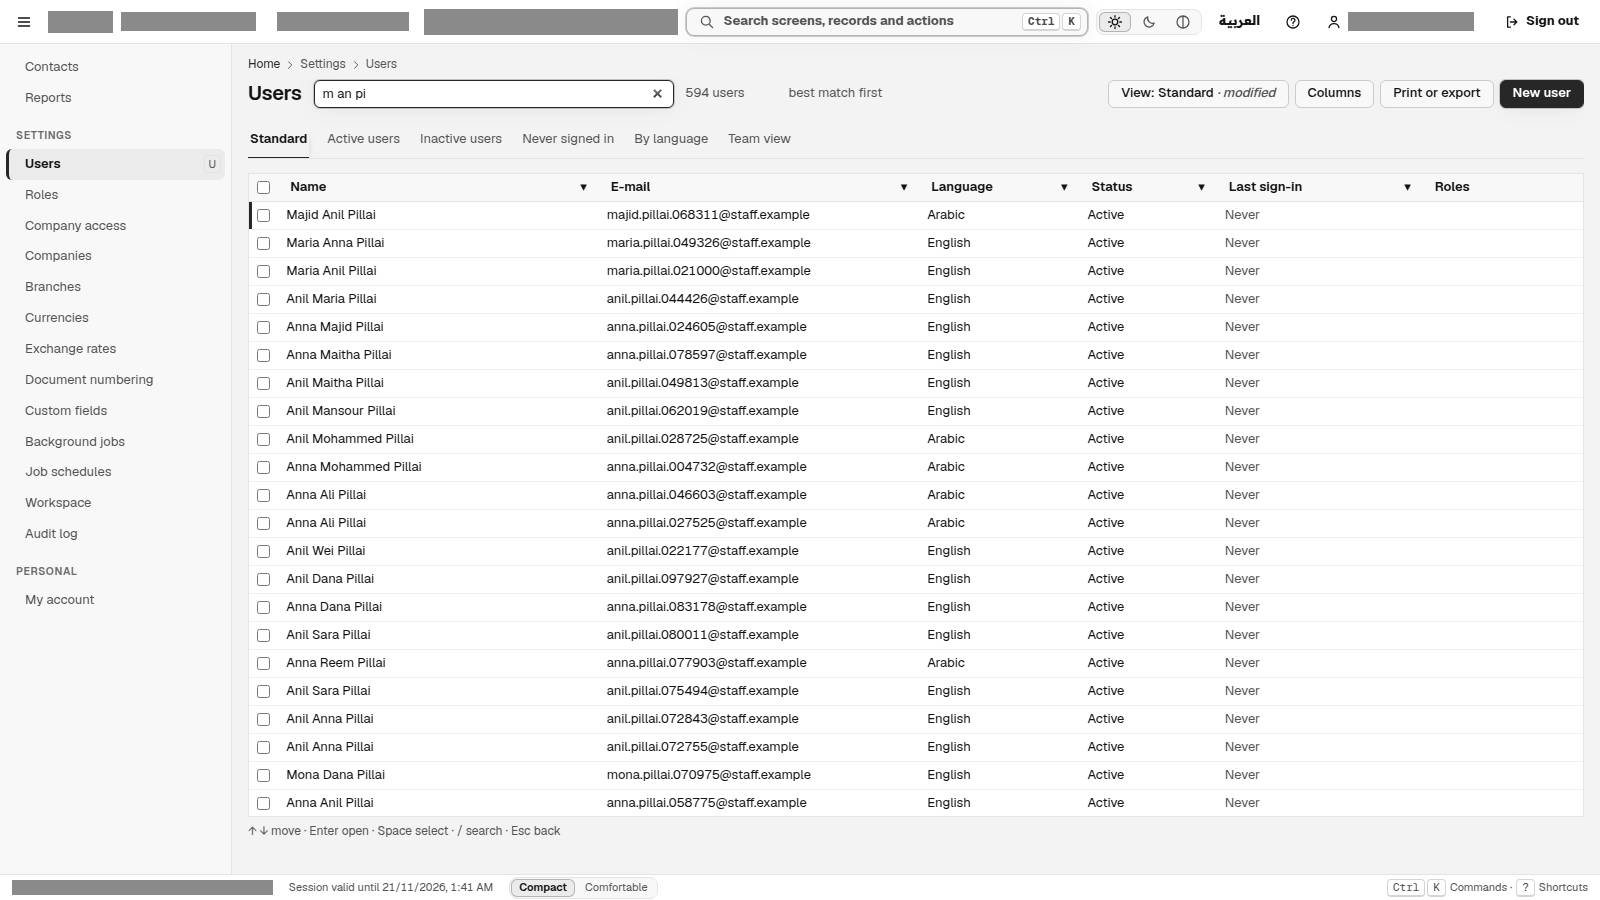 Search screens, records and actions Ctrl K العربية Sign out
Contacts
Reports
SETTINGS
Users U
Roles
Company access
Companies
Branches
Currencies
Exchange rates
Document numbering
Custom fields
Background jobs
Job schedules
Workspace
Audit log
PERSONAL
My account
Home > Settings > Users
Users m an pi × 594 users best match first View: Standard · modified Columns Print or export New user
Standard Active users Inactive users Never signed in By language Team view
Name ▼ E-mail ▼ Language ▼ Status ▼ Last sign-in ▼ Roles
Majid Anil Pillai majid.pillai.068311@staff.example Arabic Active Never
Maria Anna Pillai maria.pillai.049326@staff.example English Active Never
Maria Anil Pillai maria.pillai.021000@staff.example English Active Never
Anil Maria Pillai anil.pillai.044426@staff.example English Active Never
Anna Majid Pillai anna.pillai.024605@staff.example English Active Never
Anna Maitha Pillai anna.pillai.078597@staff.example English Active Never
Anil Maitha Pillai anil.pillai.049813@staff.example English Active Never
Anil Mansour Pillai anil.pillai.062019@staff.example English Active Never
Anil Mohammed Pillai anil.pillai.028725@staff.example Arabic Active Never
Anna Mohammed Pillai anna.pillai.004732@staff.example Arabic Active Never
Anna Ali Pillai anna.pillai.046603@staff.example Arabic Active Never
Anna Ali Pillai anna.pillai.027525@staff.example Arabic Active Never
Anil Wei Pillai anil.pillai.022177@staff.example English Active Never
Anil Dana Pillai anil.pillai.097927@staff.example English Active Never
Anna Dana Pillai anna.pillai.083178@staff.example English Active Never
Anil Sara Pillai anil.pillai.080011@staff.example English Active Never
Anna Reem Pillai anna.pillai.077903@staff.example Arabic Active Never
Anil Sara Pillai anil.pillai.075494@staff.example English Active Never
Anil Anna Pillai anil.pillai.072843@staff.example English Active Never
Anil Anna Pillai anil.pillai.072755@staff.example English Active Never
Mona Dana Pillai mona.pillai.070975@staff.example English Active Never
Anna Anil Pillai anna.pillai.058775@staff.example English Active Never
↑ ↓ move · Enter open · Space select · / search · Esc back
Session valid until 21/11/2026, 1:41 AM Compact Comfortable Ctrl K Commands · ? Shortcuts